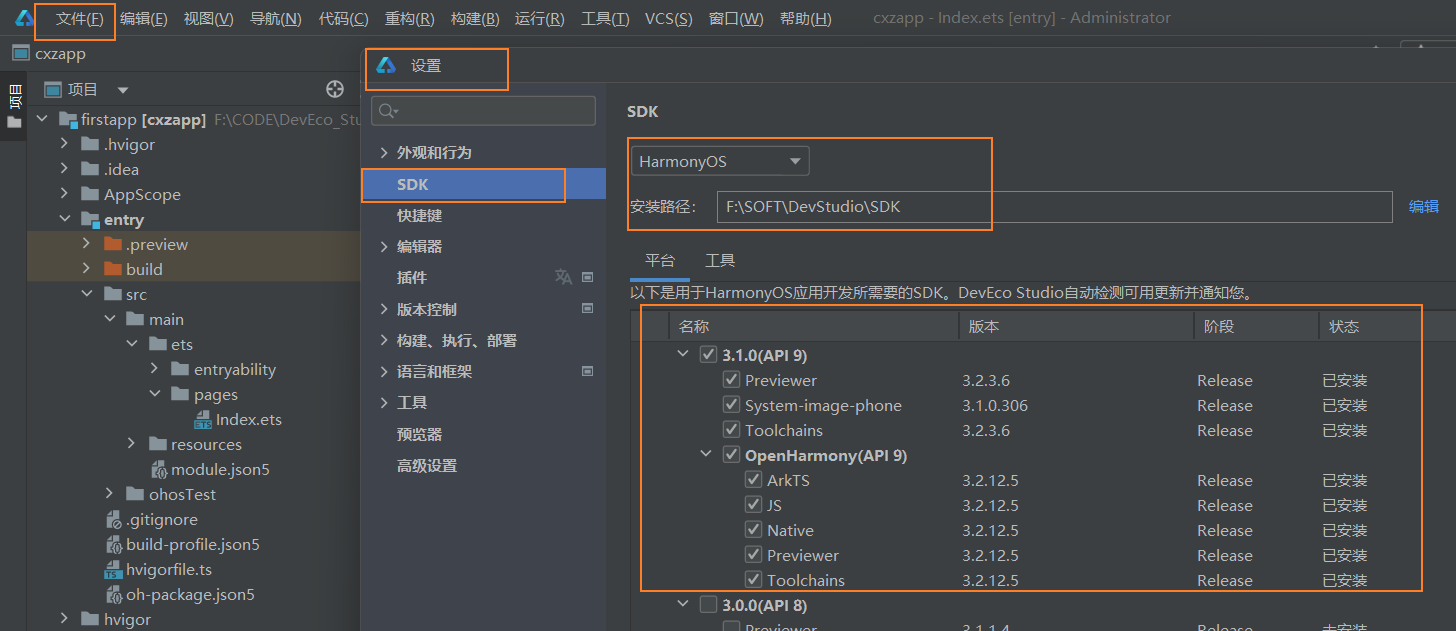 文件(F) 编辑(E) 视图(V) 导航(N) 代码(C) 重构(R) 构建(B) 运行(R) 工具(T) VCS(S) 窗口(W) 帮助(H) cxzapp - Index.ets [entry] - Administrator
cxzapp
项目
项目
firstapp [cxzapp] F:\CODE\DevEco_Stu
.hvigor
.idea
AppScope
entry
.preview
build
src
main
ets
entryability
pages
Index.ets
resources
module.json5
ohosTest
.gitignore
build-profile.json5
hvigorfile.ts
oh-package.json5
hvigor
设置
外观和行为
SDK
快捷键
编辑器
插件
版本控制
构建、执行、部署
语言和框架
工具
预览器
高级设置
SDK
HarmonyOS
安装路径： F:\SOFT\DevStudio\SDK 编辑
平台 工具
以下是用于HarmonyOS应用开发所需要的SDK。DevEco Studio自动检测可用更新并通知您。
名称 版本 阶段 状态
3.1.0(API 9)
Previewer 3.2.3.6 Release 已安装
System-image-phone 3.1.0.306 Release 已安装
Toolchains 3.2.3.6 Release 已安装
OpenHarmony(API 9)
ArkTS 3.2.12.5 Release 已安装
JS 3.2.12.5 Release 已安装
Native 3.2.12.5 Release 已安装
Previewer 3.2.12.5 Release 已安装
Toolchains 3.2.12.5 Release 已安装
3.0.0(API 8)
Previewer 3.1.1.4 Release 未安装